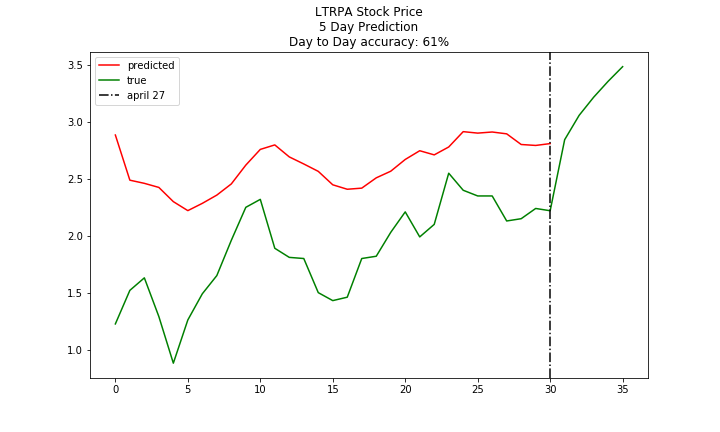 LTRPA Stock Price
5 Day Prediction
Day to Day accuracy: 61%
predicted
true
april 27
3.5
3.0
2.5
2.0
1.5
1.0
0 5 10 15 20 25 30 35